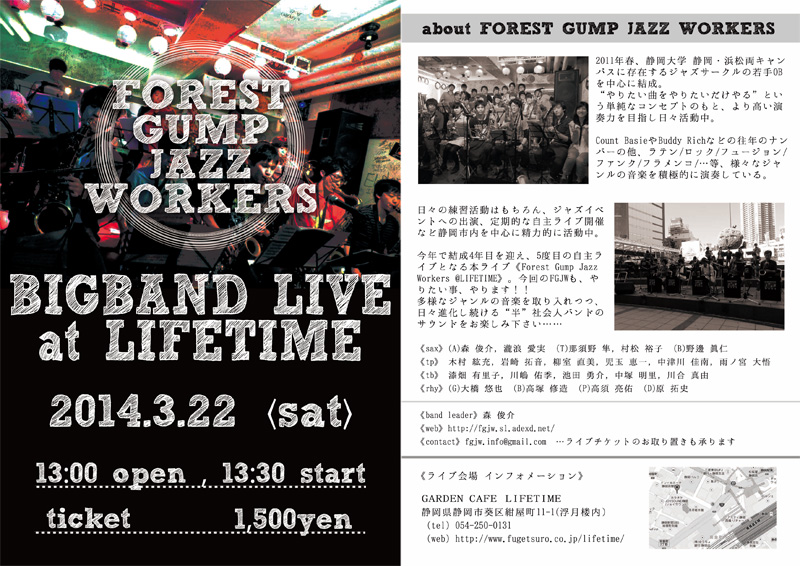 FOREST
GUMP
JAZZ
WORKERS
BIGBAND LIVE
at LIFETIME
2014.3.22 〈sat〉
13:00 open , 13:30 start
ticket 1,500yen
about FOREST GUMP JAZZ WORKERS
2011年春、静岡大学 静岡・浜松両キャン
パスに存在するジャズサークルの若手OB
を中心に結成。
“やりたい曲をやりたいだけやる”とい
う単純なコンセプトのもと、より高い演
奏力を目指し日々活動中。
Count BasieやBuddy Richなどの往年のナン
バーの他、ラテン/ロック/フュージョン/
ファンク/フラメンコ/…等、様々なジャ
ンルの音楽を積極的に演奏している。
日々の練習活動はもちろん、ジャズイベ
ントへの出演、定期的な自主ライブ開催
など静岡市内を中心に精力的に活動中。
今年で結成4年目を迎え、5度目の自主ラ
イブとなる本ライブ《Forest Gump Jazz
Workers @LIFETIME》。今回のFGJWも、や
りたい事、やります！！
多様なジャンルの音楽を取り入れつつ、
日々進化し続ける“半”社会人バンドの
サウンドをお楽しみ下さい……
《sax》(A)森 俊介, 瀧浪 愛実 (T)那須野 隼, 村松 裕子 (B)野邊 眞仁
《tp》 木村 紘充, 岩崎 拓音, 柳室 直美, 児玉 恵一, 中津川 佳南, 雨ノ宮 大悟
《tb》 漆畑 有里子, 川嶋 佑季, 池田 勇介, 中塚 明里, 川合 真由
《rhy》(G)大橋 悠也 (B)高塚 修造 (P)高須 亮佑 (D)原 拓史
《band leader》森 俊介
《web》http://fgjw.sl.adexd.net/
《contact》fgjw.info@gmail.com …ライブチケットのお取り置きも承ります
《ライブ会場 インフォメーション》
GARDEN CAFE LIFETIME
静岡県静岡市葵区紺屋町11-1(浮月楼内)
(tel) 054-250-0131
(web) http://www.fugetsuro.co.jp/lifetime/